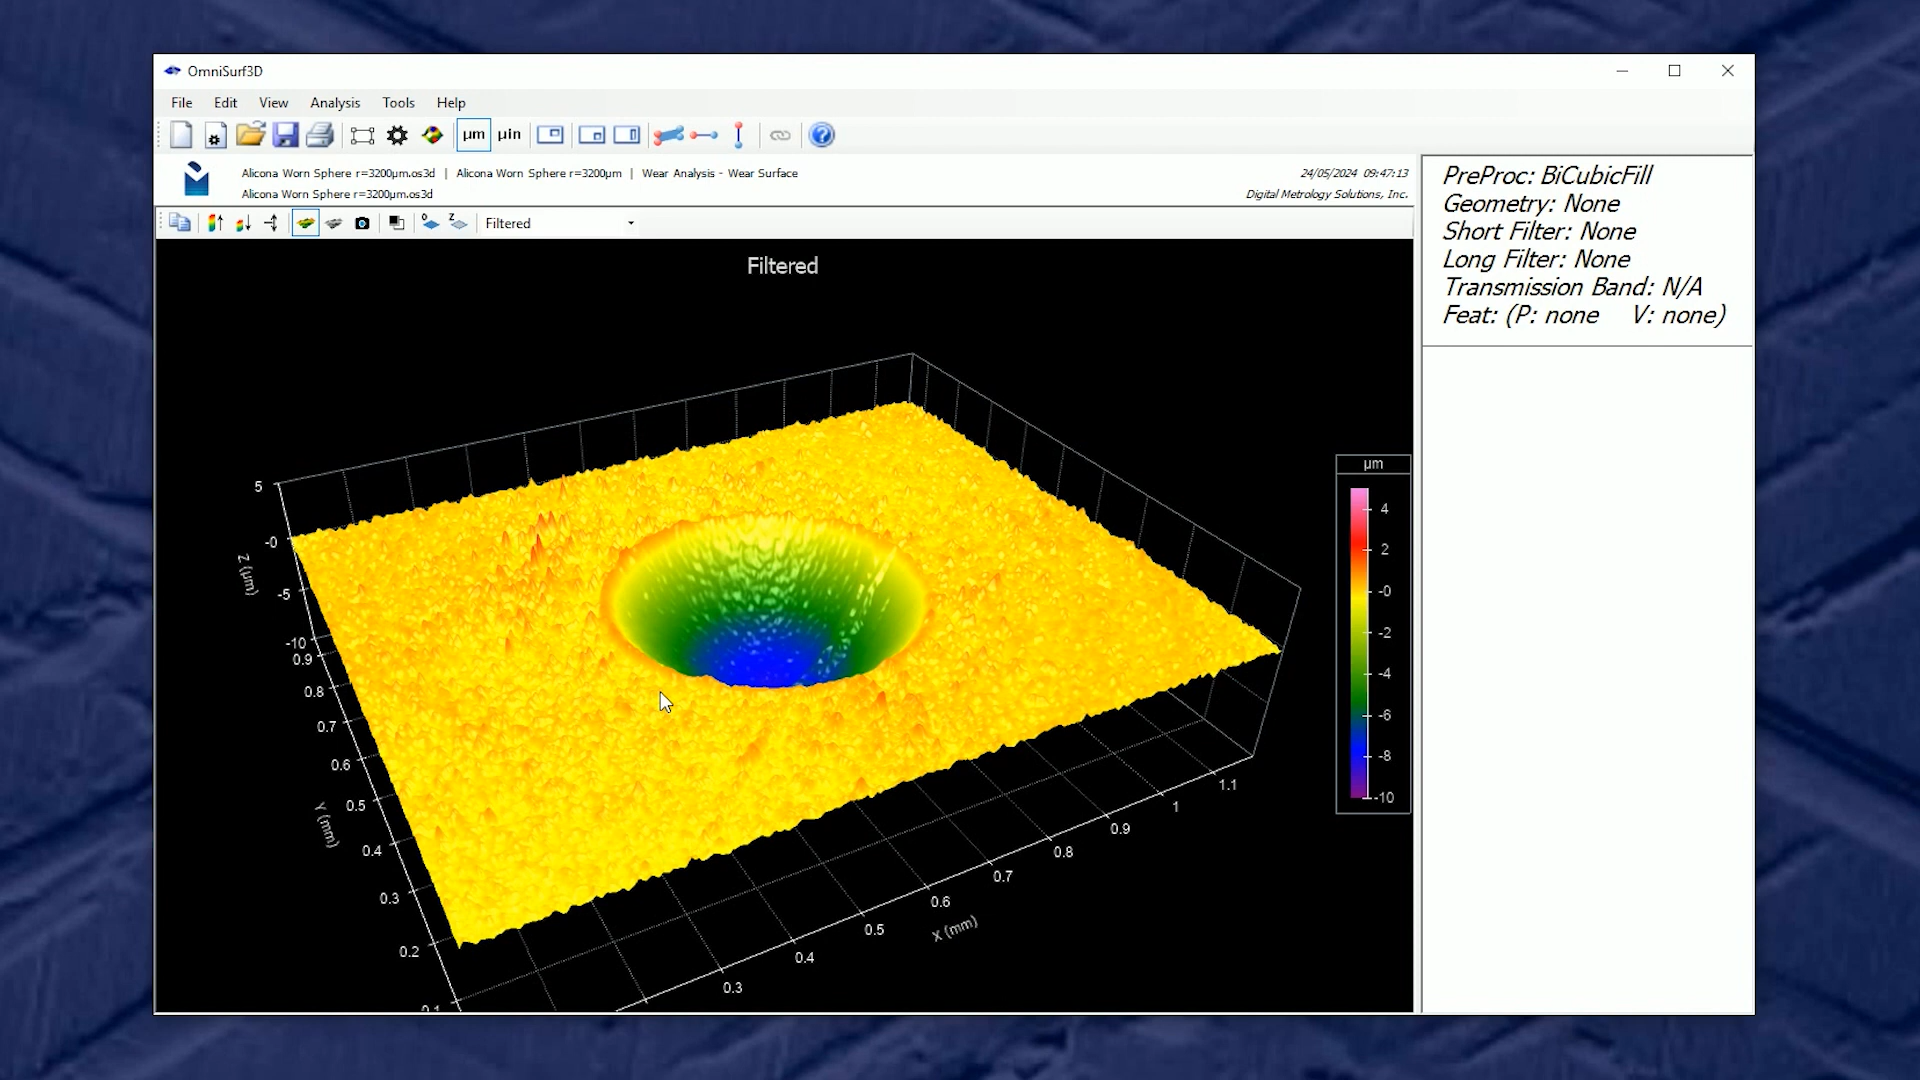 OmniSurf3D
File Edit View Analysis Tools Help
µm µin
Alicona Worn Sphere r=3200µm.os3d | Alicona Worn Sphere r=3200µm | Wear Analysis - Wear Surface
24/05/2024 09:47:13
Alicona Worn Sphere r=3200µm.os3d
Digital Metrology Solutions, Inc.
Filtered
PreProc: BiCubicFill
Geometry: None
Short Filter: None
Long Filter: None
Transmission Band: N/A
Feat: (P: none V: none)
Filtered
5
-0
-5
-10
Z (µm)
0.9
0.8
0.7
0.6
0.5
0.4
0.3
0.2
0.1
Y (mm)
0.3
0.4
0.5
0.6
0.7
0.8
0.9
1
1.1
X (mm)
µm
4
2
-0
-2
-4
-6
-8
-10